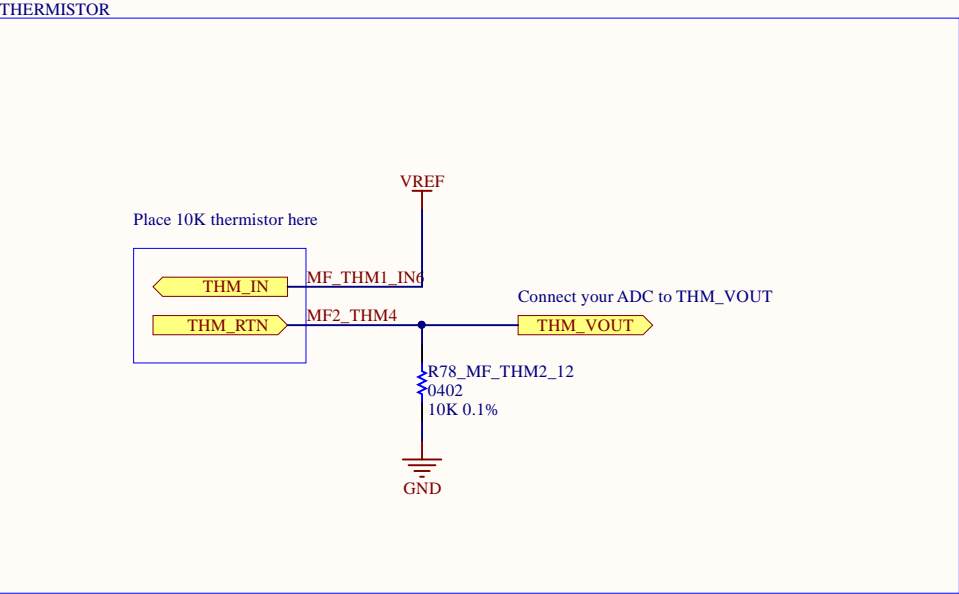 THERMISTOR
VREF
Place 10K thermistor here
THM_IN
MF_THM1_IN6
Connect your ADC to THM_VOUT
THM_RTN
MF2_THM4
THM_VOUT
R78_MF_THM2_12
0402
10K 0.1%
GND